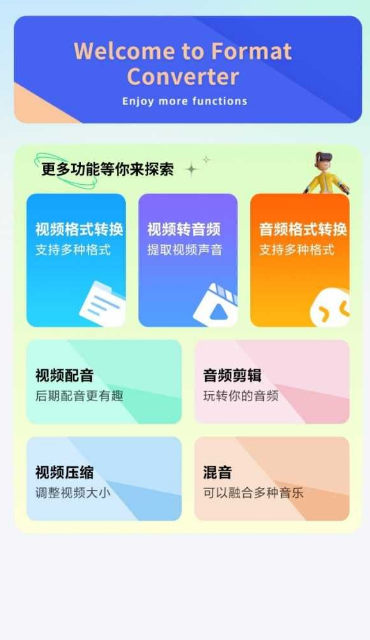 Welcome to Format
Converter
Enjoy more functions
更多功能等你来探索
视频格式转换
支持多种格式
视频转音频
提取视频声音
音频格式转换
支持多种格式
视频配音
后期配音更有趣
音频剪辑
玩转你的音频
视频压缩
调整视频大小
混音
可以融合多种音乐